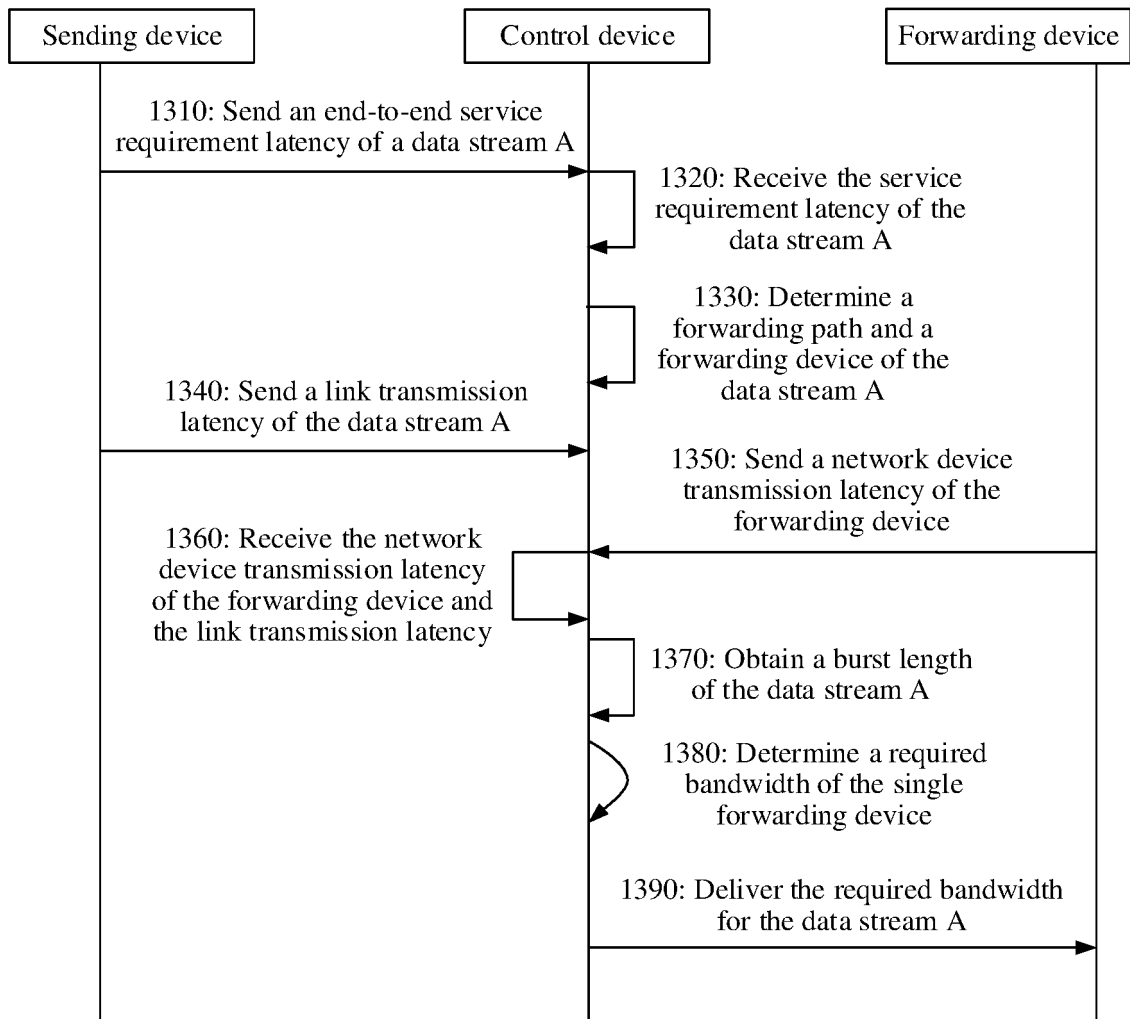 Sending device
Control device
Forwarding device
1310: Send an end-to-end service
requirement latency of a data stream A
1320: Receive the service
requirement latency of the
data stream A
1330: Determine a
forwarding path and a
forwarding device of the
data stream A
1340: Send a link transmission
latency of the data stream A
1350: Send a network device
transmission latency of the
forwarding device
1360: Receive the network
device transmission latency
of the forwarding device and
the link transmission latency
1370: Obtain a burst length
of the data stream A
1380: Determine a required
bandwidth of the single
forwarding device
1390: Deliver the required bandwidth
for the data stream A